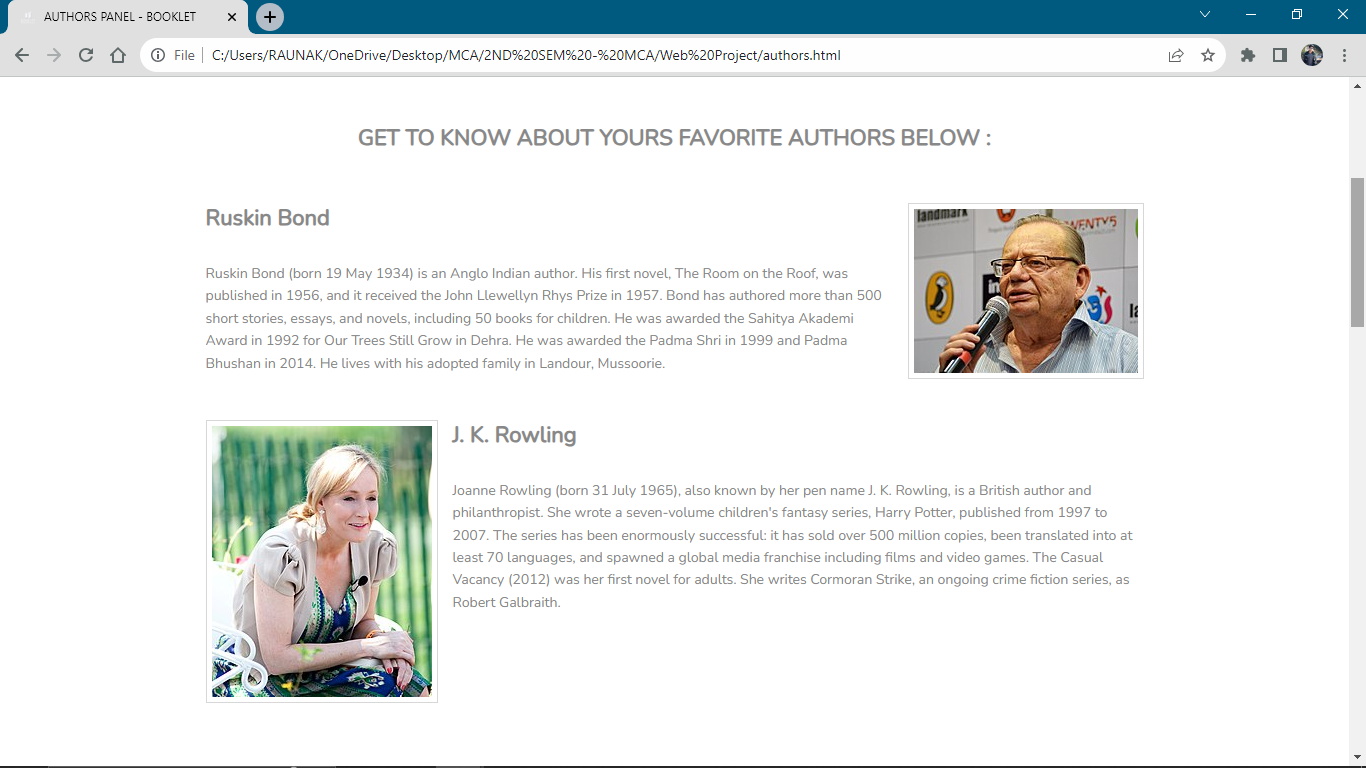 AUTHORS PANEL - BOOKLET
File
C:/Users/RAUNAK/OneDrive/Desktop/MCA/2ND%20SEM%20-%20MCA/Web%20Project/authors.html
GET TO KNOW ABOUT YOURS FAVORITE AUTHORS BELOW :
Ruskin Bond
Ruskin Bond (born 19 May 1934) is an Anglo Indian author. His first novel, The Room on the Roof, was
published in 1956, and it received the John Llewellyn Rhys Prize in 1957. Bond has authored more than 500
short stories, essays, and novels, including 50 books for children. He was awarded the Sahitya Akademi
Award in 1992 for Our Trees Still Grow in Dehra. He was awarded the Padma Shri in 1999 and Padma
Bhushan in 2014. He lives with his adopted family in Landour, Mussoorie.
landmark
J. K. Rowling
Joanne Rowling (born 31 July 1965), also known by her pen name J. K. Rowling, is a British author and
philanthropist. She wrote a seven-volume children's fantasy series, Harry Potter, published from 1997 to
2007. The series has been enormously successful: it has sold over 500 million copies, been translated into at
least 70 languages, and spawned a global media franchise including films and video games. The Casual
Vacancy (2012) was her first novel for adults. She writes Cormoran Strike, an ongoing crime fiction series, as
Robert Galbraith.